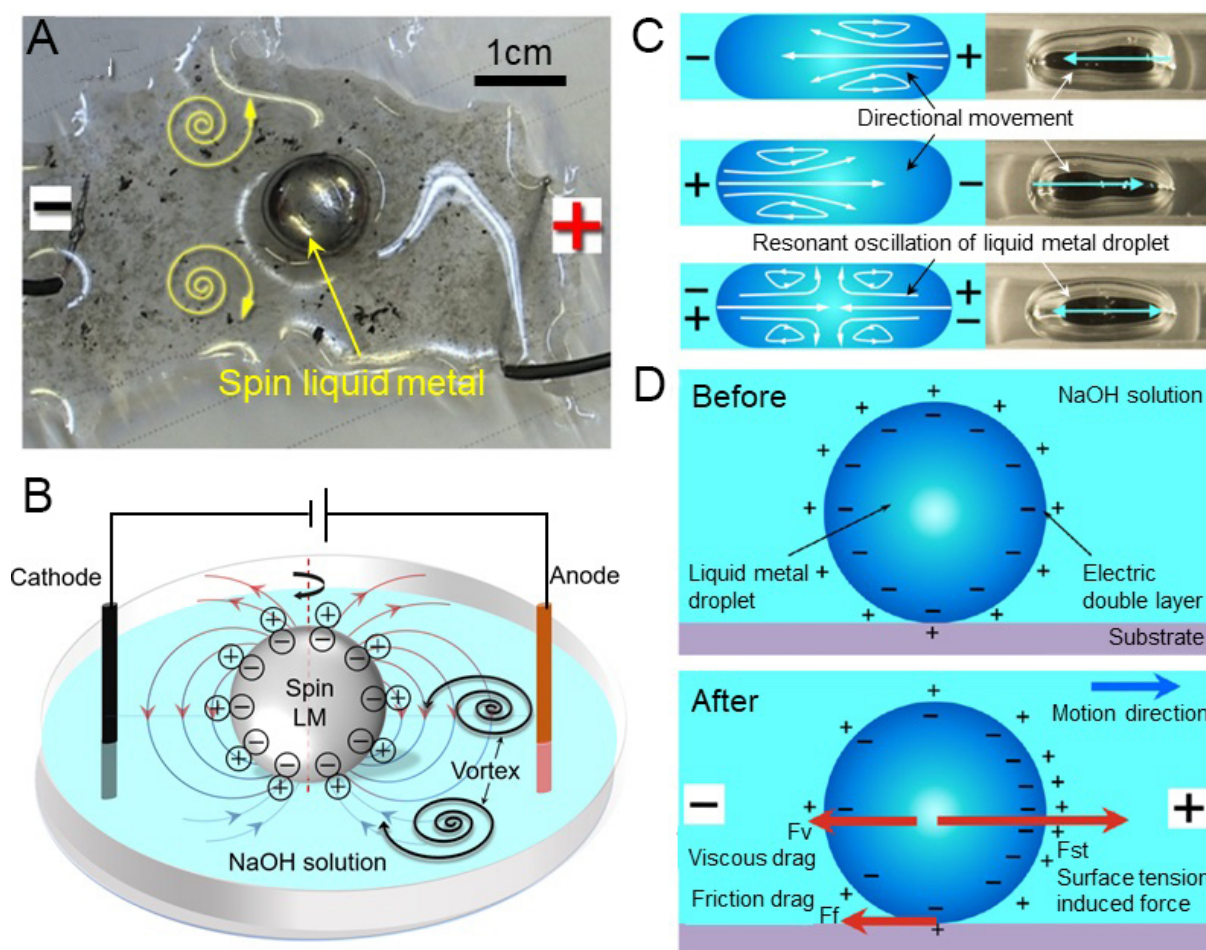 A
1cm
−
+
Spin liquid metal
B
Cathode
Anode
Spin
LM
Vortex
NaOH solution
C
− +
Directional movement
+ −
Resonant oscillation of liquid metal droplet
− +
+ −
D
Before
NaOH solution
Liquid metal
droplet
Electric
double layer
Substrate
After
Motion direction
− +
Fv
Viscous drag
Friction drag
Ff
Fst
Surface tension
induced force